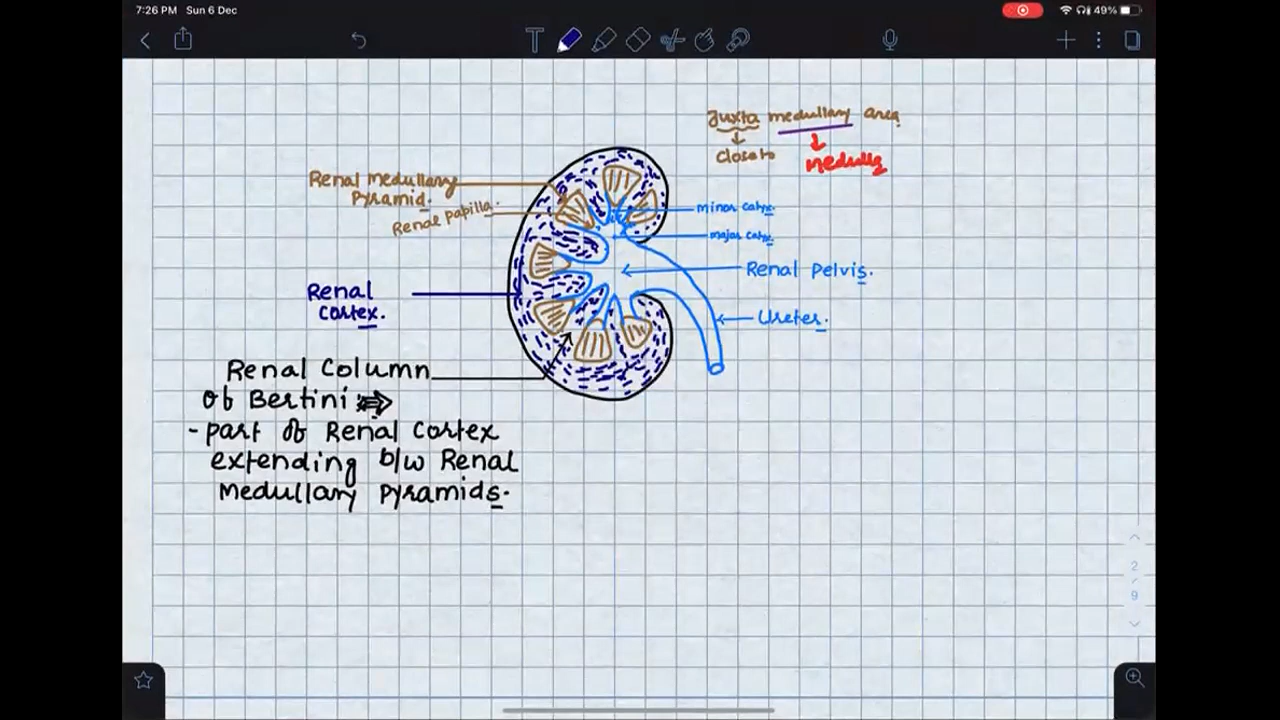 7:26 PM Sun 6 Dec
49%
Juxta medullary area
close to
medulla
Renal Medullary
Pyramid.
Renal Papilla.
minor calyx.
major calyx.
Renal Pelvis.
Renal
Cortex.
Ureter.
Renal Column
of Bertini
- part of Renal Cortex
extending b/w Renal
Medullary pyramids.
2
/
9